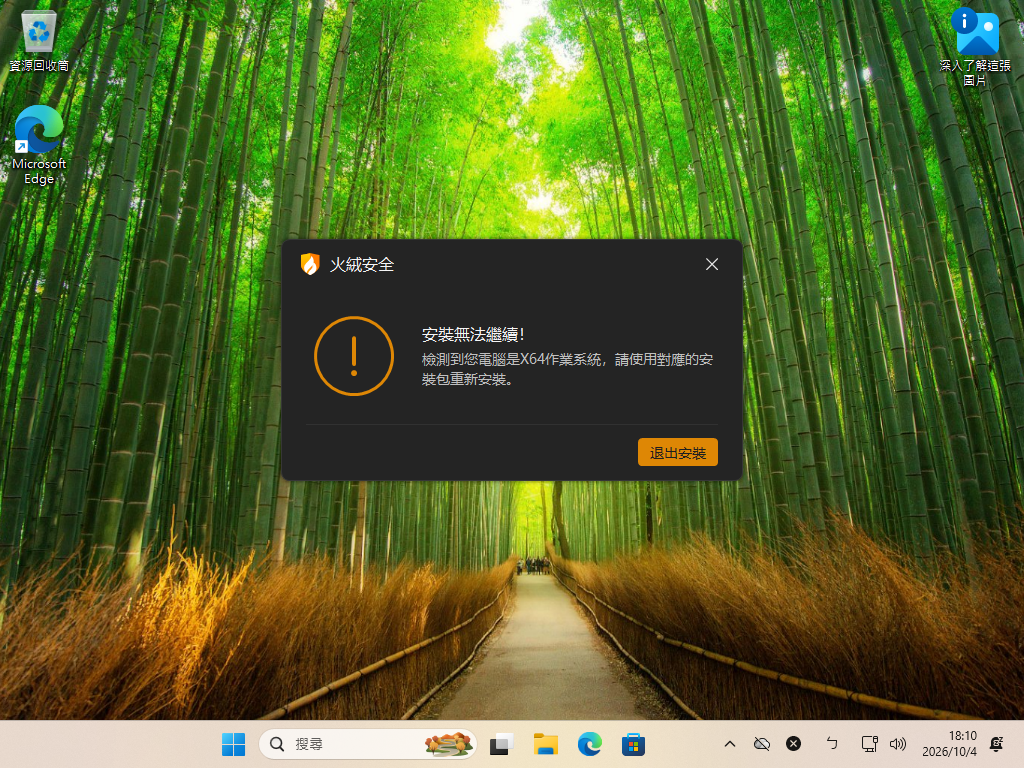 資源回收筒
深入了解這張
圖片
Microsoft
Edge
火絨安全
安裝無法繼續!
檢測到您電腦是X64作業系統，請使用對應的安
裝包重新安裝。
退出安裝
搜尋
ㄅ
18:10
2026/10/4